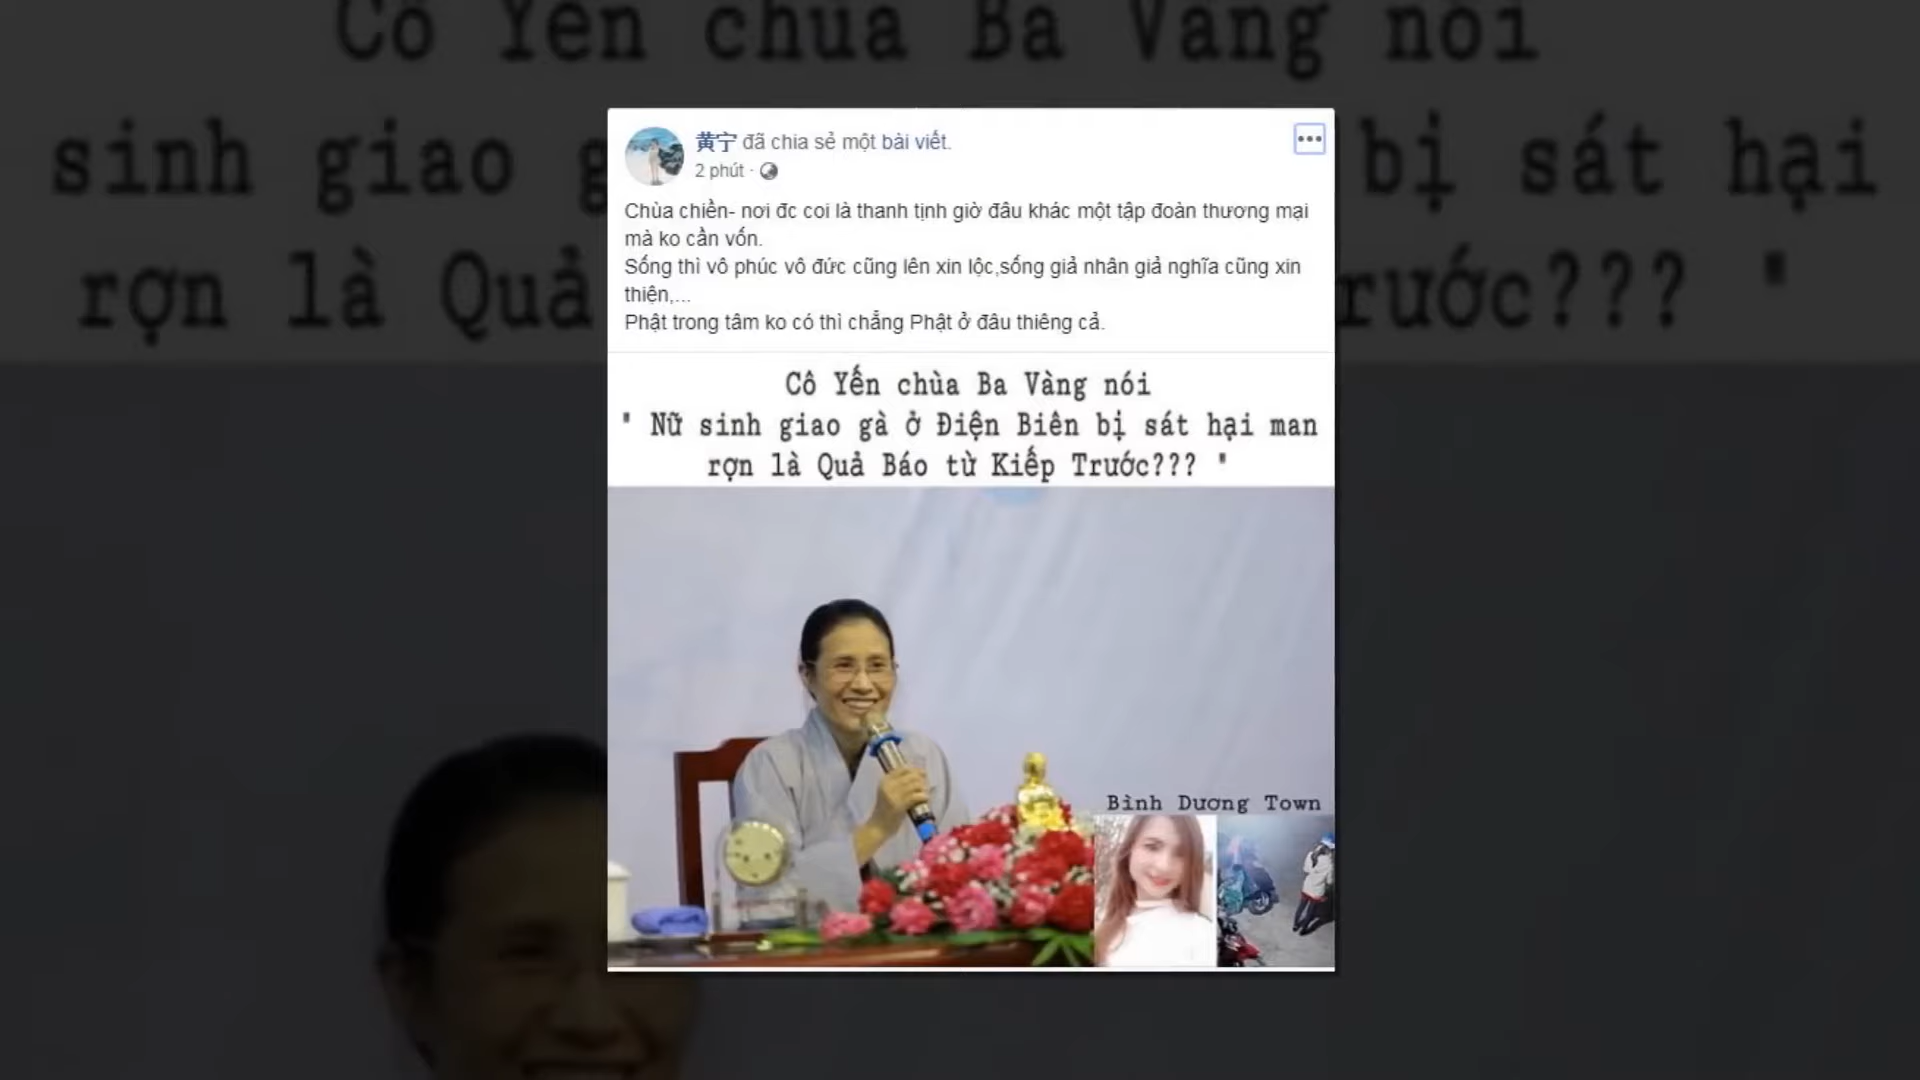 Cô Yến chùa Ba Vàng nói
sinh giao g
bị sát hại
rợn là Quả
rước??? "
黄宁 đã chia sẻ một bài viết.
2 phút ·
Chùa chiền- nơi đc coi là thanh tịnh giờ đâu khác một tập đoàn thương mại
mà ko cần vốn.
Sống thì vô phúc vô đức cũng lên xin lộc,sống giả nhân giả nghĩa cũng xin
thiện,...
Phật trong tâm ko có thì chẳng Phật ở đâu thiêng cả.
Cô Yến chùa Ba Vàng nói
" Nữ sinh giao gà ở Điện Biên bị sát hại man
rợn là Quả Báo từ Kiếp Trước??? "
Bình Dương Town